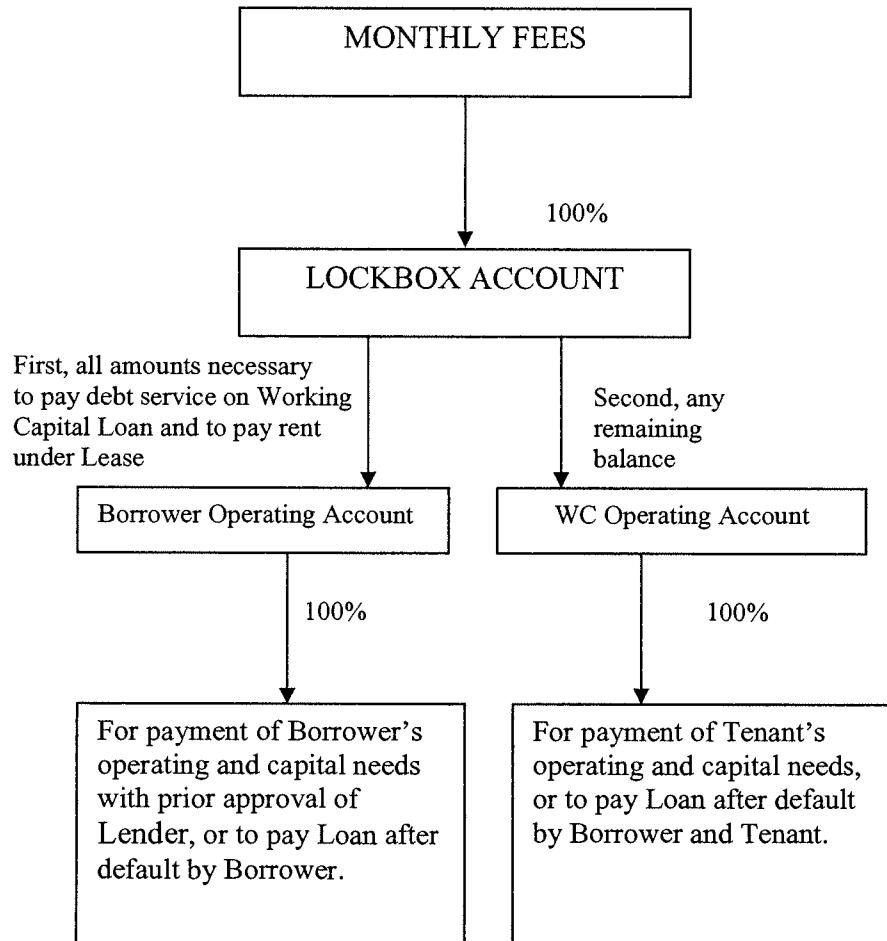 MONTHLY FEES
100%
LOCKBOX ACCOUNT
First, all amounts necessary
to pay debt service on Working
Capital Loan and to pay rent
under Lease
Second, any
remaining
balance
Borrower Operating Account
WC Operating Account
100%
100%
For payment of Borrower’s
operating and capital needs
with prior approval of
Lender, or to pay Loan after
default by Borrower.
For payment of Tenant’s
operating and capital needs,
or to pay Loan after default
by Borrower and Tenant.